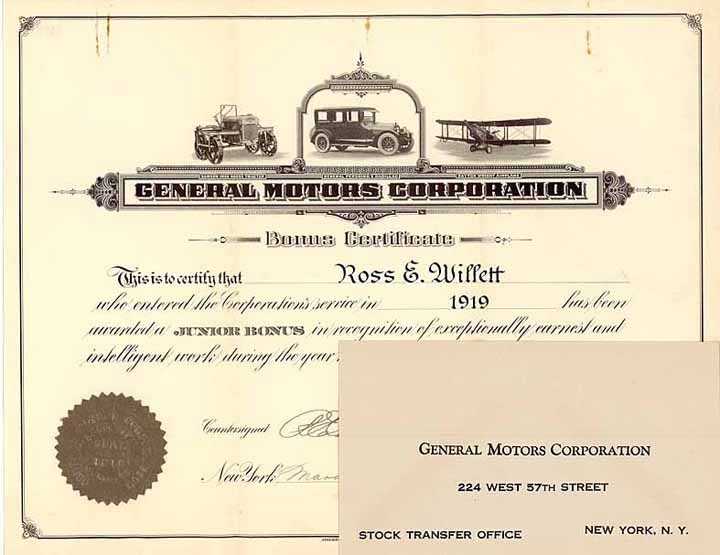 GENERAL MOTORS CORPORATION
Bonus Certificate
This is to certify that Ross E. Willett
who entered the Corporation's service in 1919 has been
awarded a JUNIOR BONUS in recognition of exceptionally earnest and
intelligent work during the year
Countersigned
New York
GENERAL MOTORS CORPORATION
224 WEST 57TH STREET
STOCK TRANSFER OFFICE NEW YORK, N. Y.